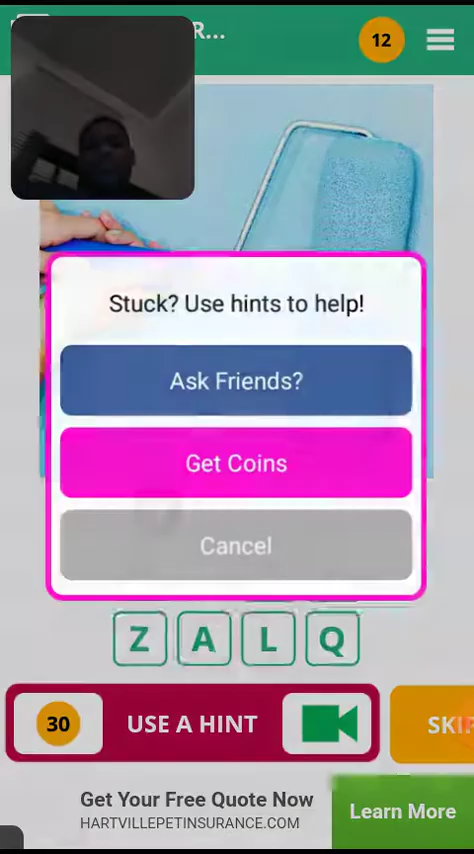 R...
12
Stuck? Use hints to help!
Ask Friends?
Get Coins
Cancel
Z A L Q
30 USE A HINT
SKIP
Get Your Free Quote Now
HARTVILLEPETINSURANCE.COM
Learn More